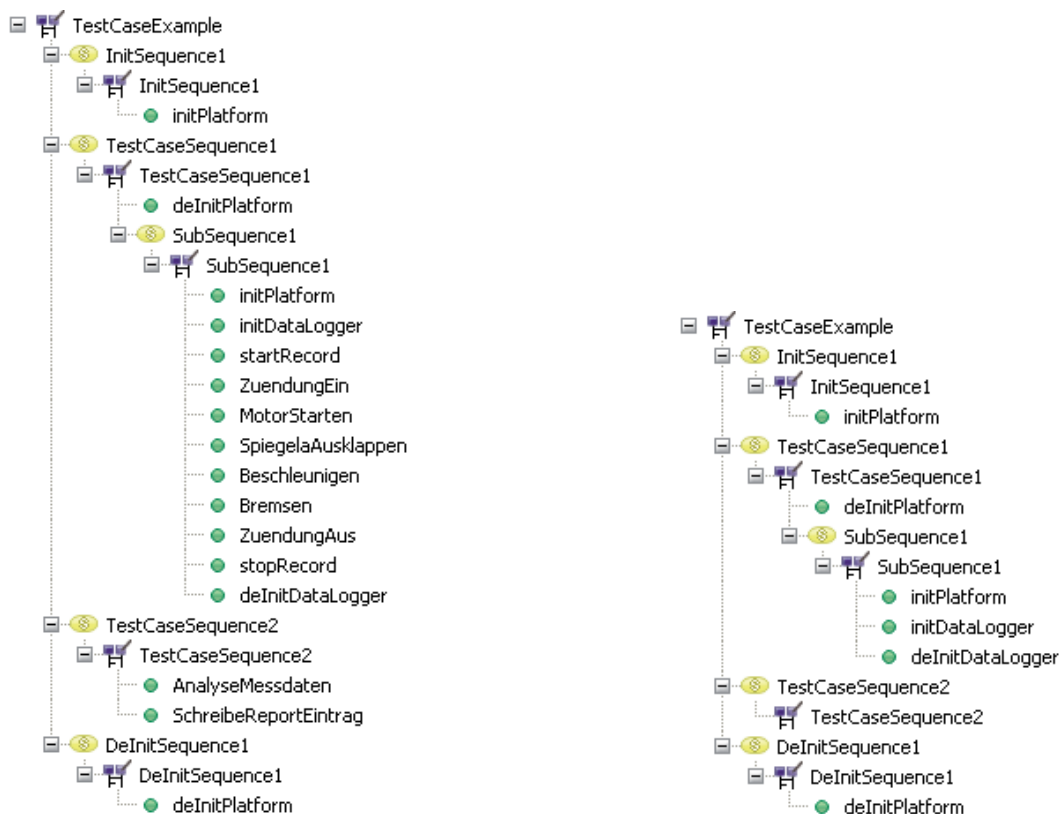 TestCaseExample
InitSequence1
InitSequence1
initPlatform
TestCaseSequence1
TestCaseSequence1
deInitPlatform
SubSequence1
SubSequence1
initPlatform
initDataLogger
startRecord
ZuendungEin
MotorStarten
SpiegelaAusklappen
Beschleunigen
Bremsen
ZuendungAus
stopRecord
deInitDataLogger
TestCaseSequence2
TestCaseSequence2
AnalyseMessdaten
SchreibeReportEintrag
DeInitSequence1
DeInitSequence1
deInitPlatform
TestCaseExample
InitSequence1
InitSequence1
initPlatform
TestCaseSequence1
TestCaseSequence1
deInitPlatform
SubSequence1
SubSequence1
initPlatform
initDataLogger
deInitDataLogger
TestCaseSequence2
TestCaseSequence2
DeInitSequence1
DeInitSequence1
deInitPlatform